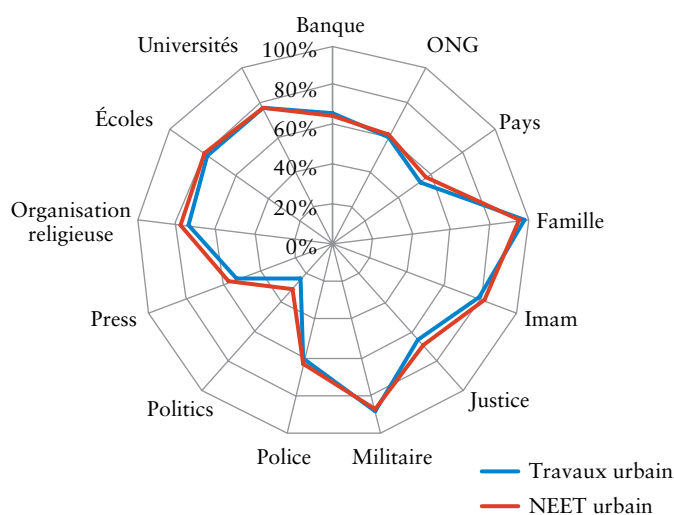 Banque
ONG
Pays
Famille
Imam
Justice
Militaire
Police
Politics
Press
Organisation
religieuse
Écoles
Universités
100%
80%
60%
40%
20%
0%
Travaux urbain
NEET urbain